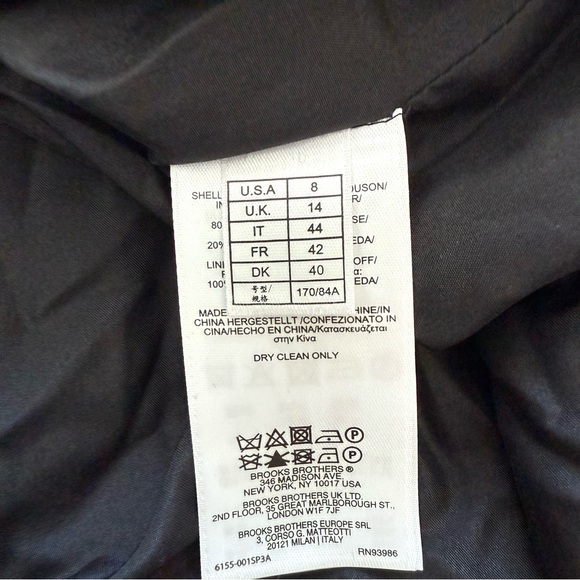 U.S.A 8
U.K. 14
IT 44
FR 42
DK 40
号型/ 170/84A
规格
SHELL
OUSON/
80
SE/
20%
EDA/
LIN
OFF/
100%
EDA/
MADE HINE/IN
CHINA HERGESTELLT /CONFEZIONATO IN
CINA/HECHO EN CHINA/Κατασκευάζεται
στην Κίνα
DRY CLEAN ONLY
P
P
BROOKS BROTHERS ®
346 MADISON AVE.
NEW YORK, NY 10017 USA
BROOKS BROTHERS UK LTD.
2ND FLOOR, 35 GREAT MARLBOROUGH ST.,
LONDON W1F 7JF
BROOKS BROTHERS EUROPE SRL
3, CORSO G. MATTEOTTI
20121 MILAN | ITALY
6155-001SP3A RN93986